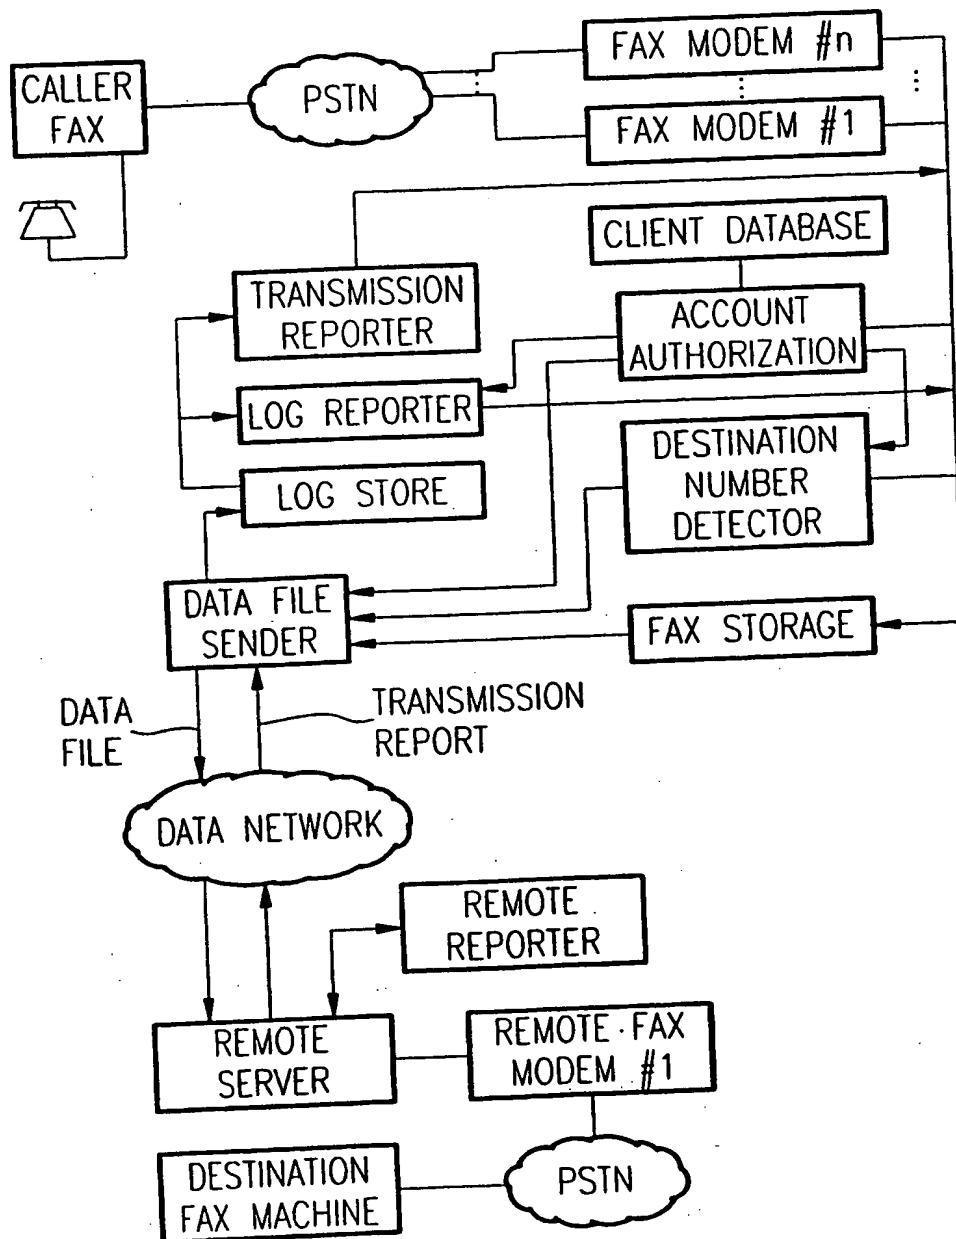 FAX MODEM #n
CALLER
FAX
PSTN
FAX MODEM #1
CLIENT DATABASE
TRANSMISSION
REPORTER
ACCOUNT
AUTHORIZATION
LOG REPORTER
DESTINATION
NUMBER
DETECTOR
LOG STORE
DATA FILE
SENDER
FAX STORAGE
DATA
FILE
TRANSMISSION
REPORT
DATA NETWORK
REMOTE
REPORTER
REMOTE
SERVER
REMOTE FAX
MODEM #1
DESTINATION
FAX MACHINE
PSTN